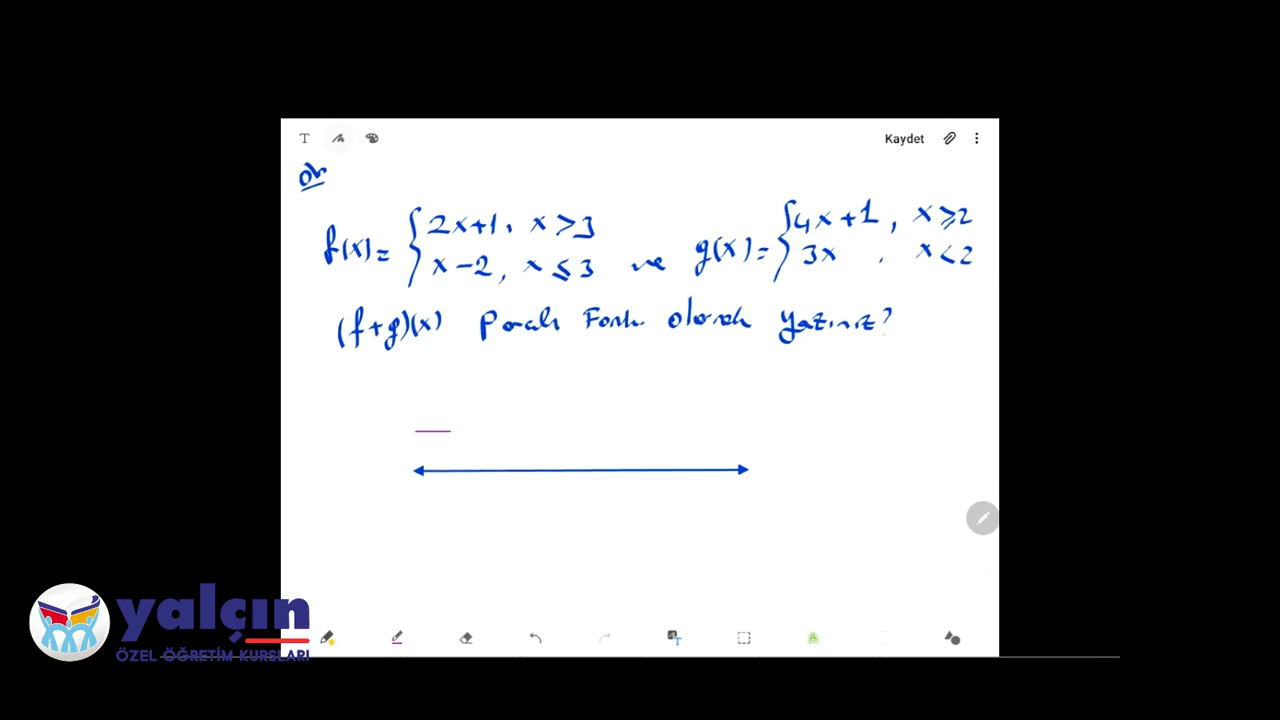 T Kaydet
Ör
f(x) = { 2x+1, x > 3
x-2, x ≤ 3 ve g(x) = { 4x+1, x ≥ 2
3x, x < 2
(f+g)(x) Parçalı Fonk. olarak yazınız?
yalçın
ÖZEL ÖĞRETİM KURSLARI